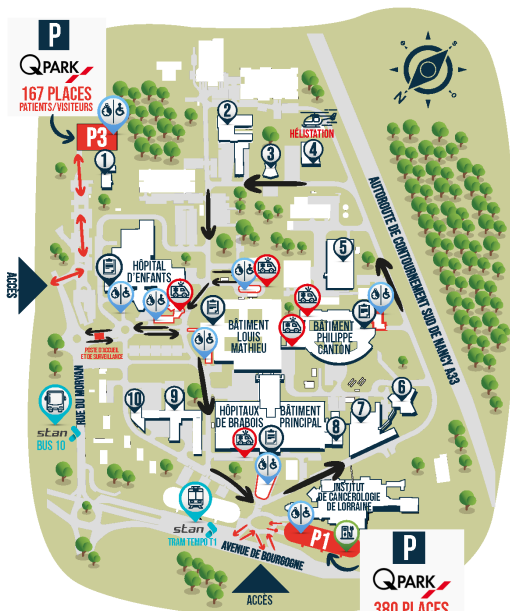 P
QPARK
167 PLACES
PATIENTS/VISITEURS
P3
1
2
3
4
HÉLISTATION
N
AUTOROUTE DE CONTOURNEMENT SUD DE NANCY A33
5
HÔPITAL
D'ENFANTS
ACCÈS
BÂTIMENT
LOUIS
MATHIEU
BÂTIMENT
PHILIPPE
CANTON
POSTE D'ACCUEIL
ET DE SURVEILLANCE
RUE DU MORVAN
stan
BUS 10
10
9
HÔPITAUX
DE BRABOIS
BÂTIMENT
PRINCIPAL
8
7
6
INSTITUT
DE CANCÉROLOGIE
DE LORRAINE
stan
TRAM TEMPO T1
AVENUE DE BOURGOGNE
P1
ACCÈS
P
QPARK
380 PLACES